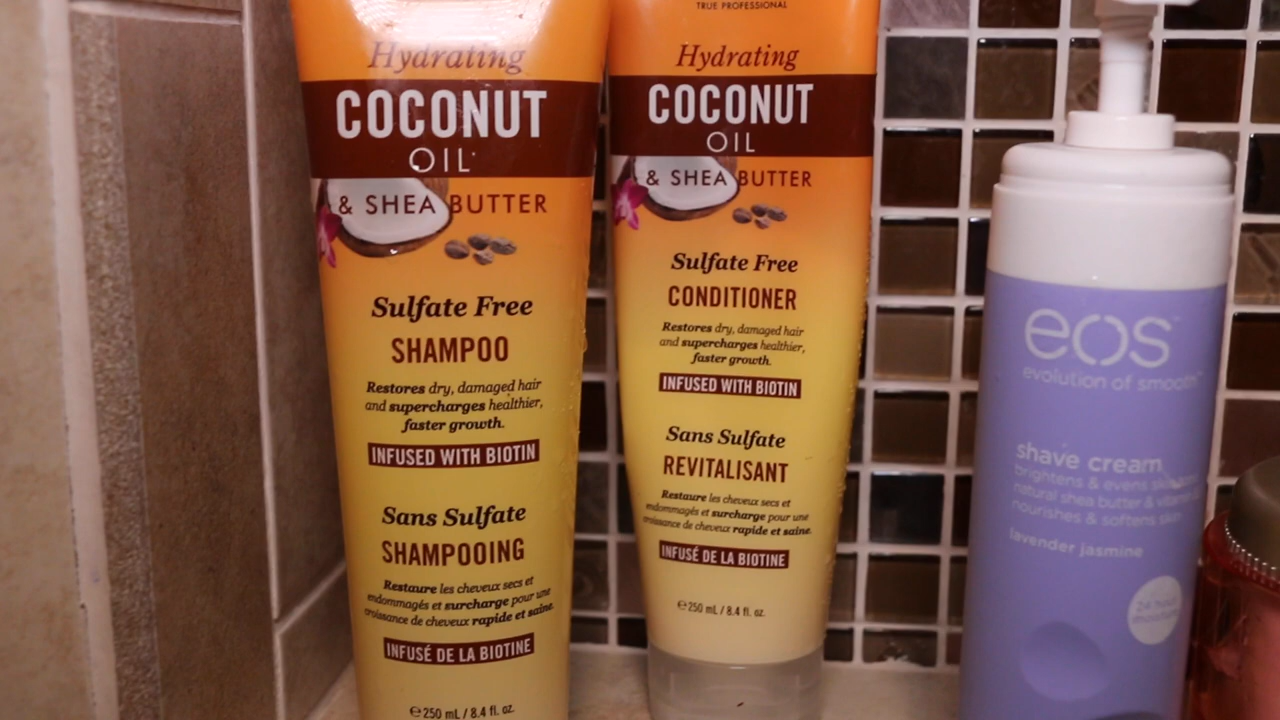 Hydrating
COCONUT
OIL
& SHEA BUTTER
Sulfate Free
SHAMPOO
Restores dry, damaged hair
and supercharges healthier,
faster growth.
INFUSED WITH BIOTIN
Sans Sulfate
SHAMPOOING
Restaure les cheveux secs et
endommagés et surcharge pour une
croissance de cheveux rapide et saine.
INFUSÉ DE LA BIOTINE
℮250 mL / 8.4 fl. oz.
TRUE PROFESSIONAL
Hydrating
COCONUT
OIL
& SHEA BUTTER
Sulfate Free
CONDITIONER
Restores dry, damaged hair
and supercharges healthier,
faster growth.
INFUSED WITH BIOTIN
Sans Sulfate
REVITALISANT
Restaure les cheveux secs et
endommagés et surcharge pour une
croissance de cheveux rapide et saine.
INFUSÉ DE LA BIOTINE
℮250 mL / 8.4 fl. oz.
eos™
evolution of smooth™
shave cream
brightens & evens
natural shea butter &
nourishes & softens
lavender jasmine